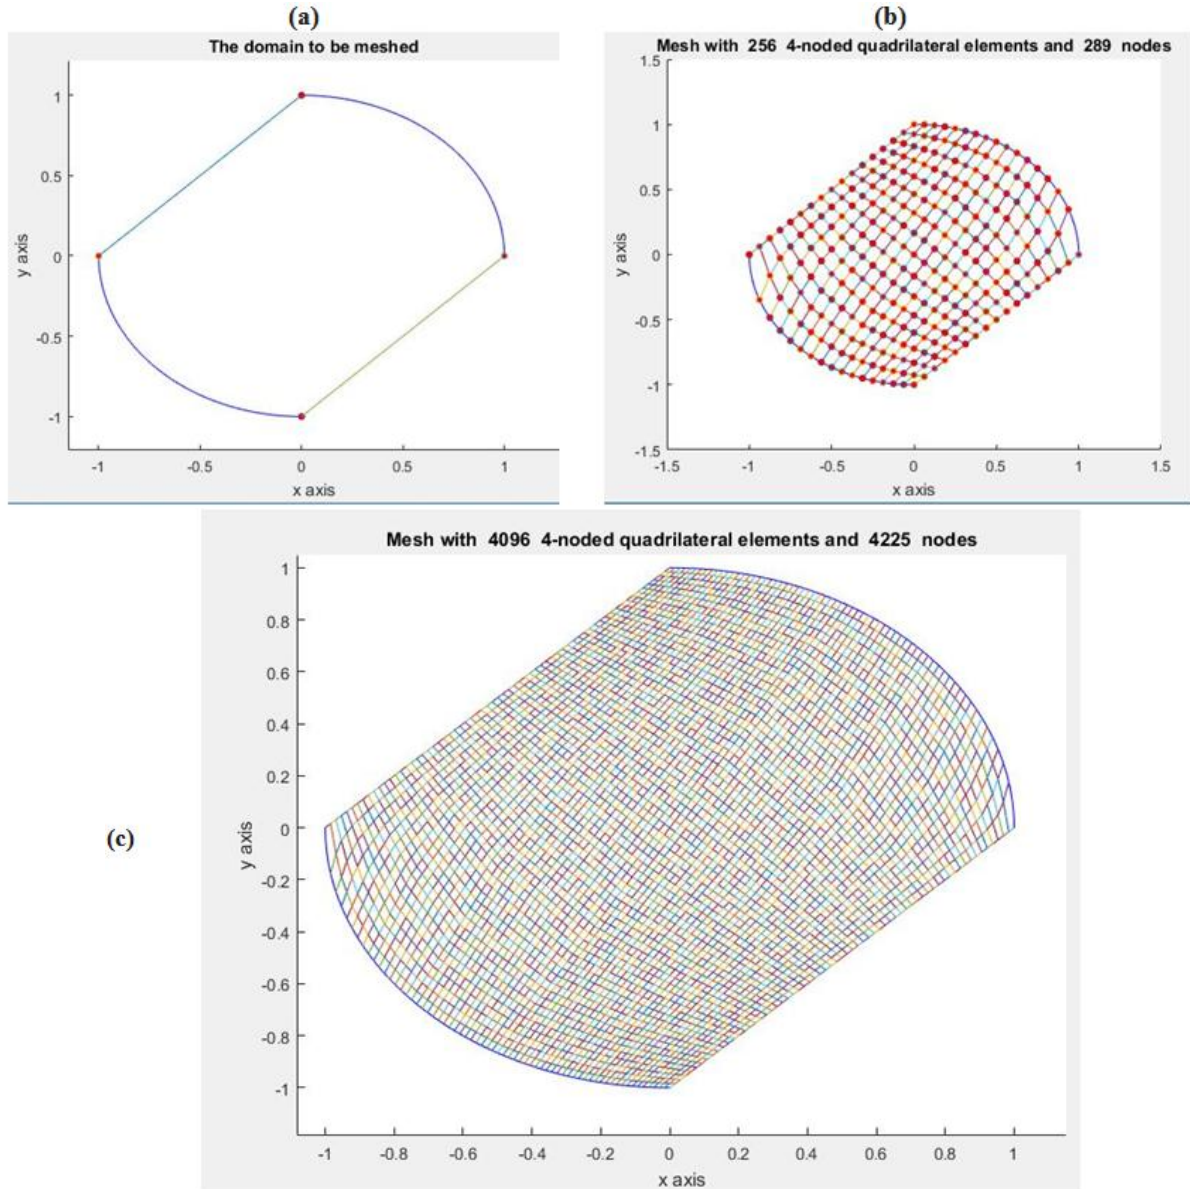 (a)
The domain to be meshed
1
0.5
0
-0.5
-1
y axis
-1 -0.5 0 0.5 1
x axis
(b)
Mesh with 256 4-noded quadrilateral elements and 289 nodes
1.5
1
0.5
0
-0.5
-1
-1.5
y axis
-1.5 -1 -0.5 0 0.5 1 1.5
x axis
(c)
Mesh with 4096 4-noded quadrilateral elements and 4225 nodes
1
0.8
0.6
0.4
0.2
0
-0.2
-0.4
-0.6
-0.8
-1
y axis
-1 -0.8 -0.6 -0.4 -0.2 0 0.2 0.4 0.6 0.8 1
x axis